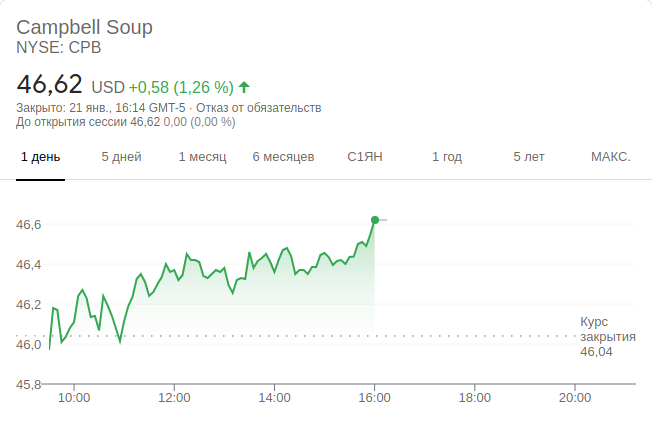 Campbell Soup
NYSE: CPB
46,62 USD +0,58 (1,26 %)
Закрыто: 21 янв., 16:14 GMT-5 · Отказ от обязательств
До открытия сессии 46,62 0,00 (0,00 %)
1 день 5 дней 1 месяц 6 месяцев С1ЯН 1 год 5 лет МАКС.
46,6
46,4
46,2
46,0
45,8
Курс
закрытия
46,04
10:00 12:00 14:00 16:00 18:00 20:00